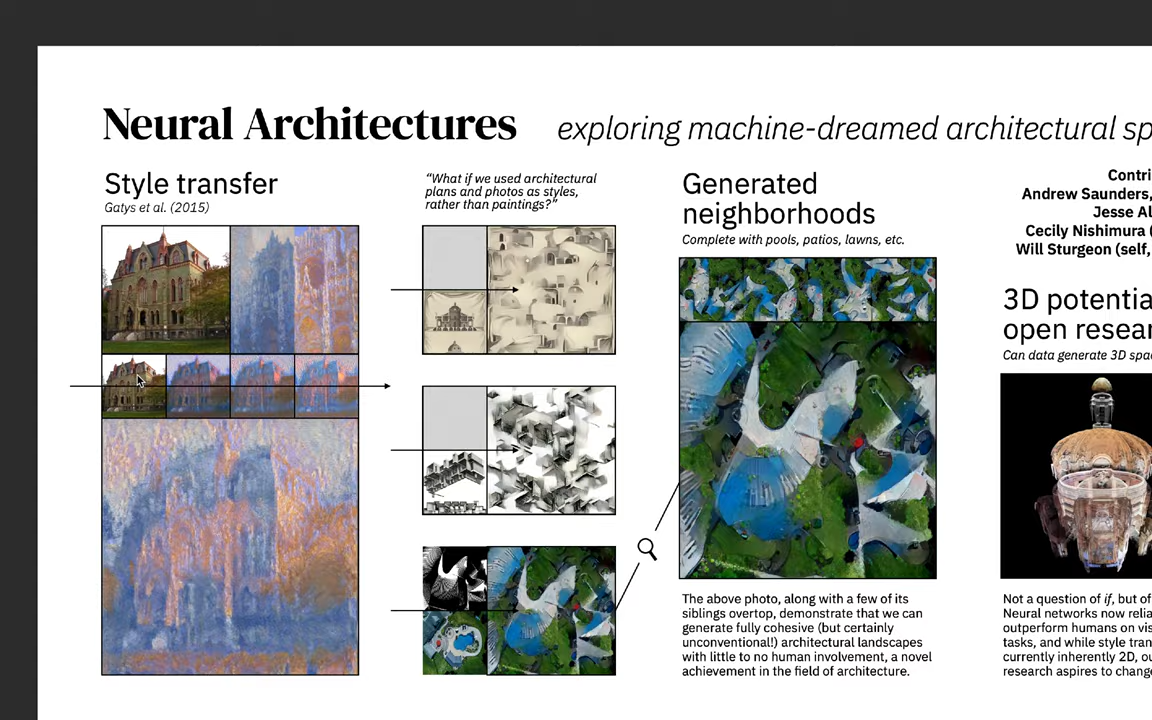 Neural Architectures
exploring machine-dreamed architectural sp
Style transfer
Gatys et al. (2015)
“What if we used architectural
plans and photos as styles,
rather than paintings?”
Generated
neighborhoods
Complete with pools, patios, lawns, etc.
The above photo, along with a few of its
siblings overtop, demonstrate that we can
generate fully cohesive (but certainly
unconventional!) architectural landscapes
with little to no human involvement, a novel
achievement in the field of architecture.
Contri
Andrew Saunders,
Jesse Al
Cecily Nishimura (
Will Sturgeon (self,
3D potentia
open resear
Can data generate 3D spac
Not a question of if, but of
Neural networks now relia
outperform humans on vis
tasks, and while style tran
currently inherently 2D, ou
research aspires to change